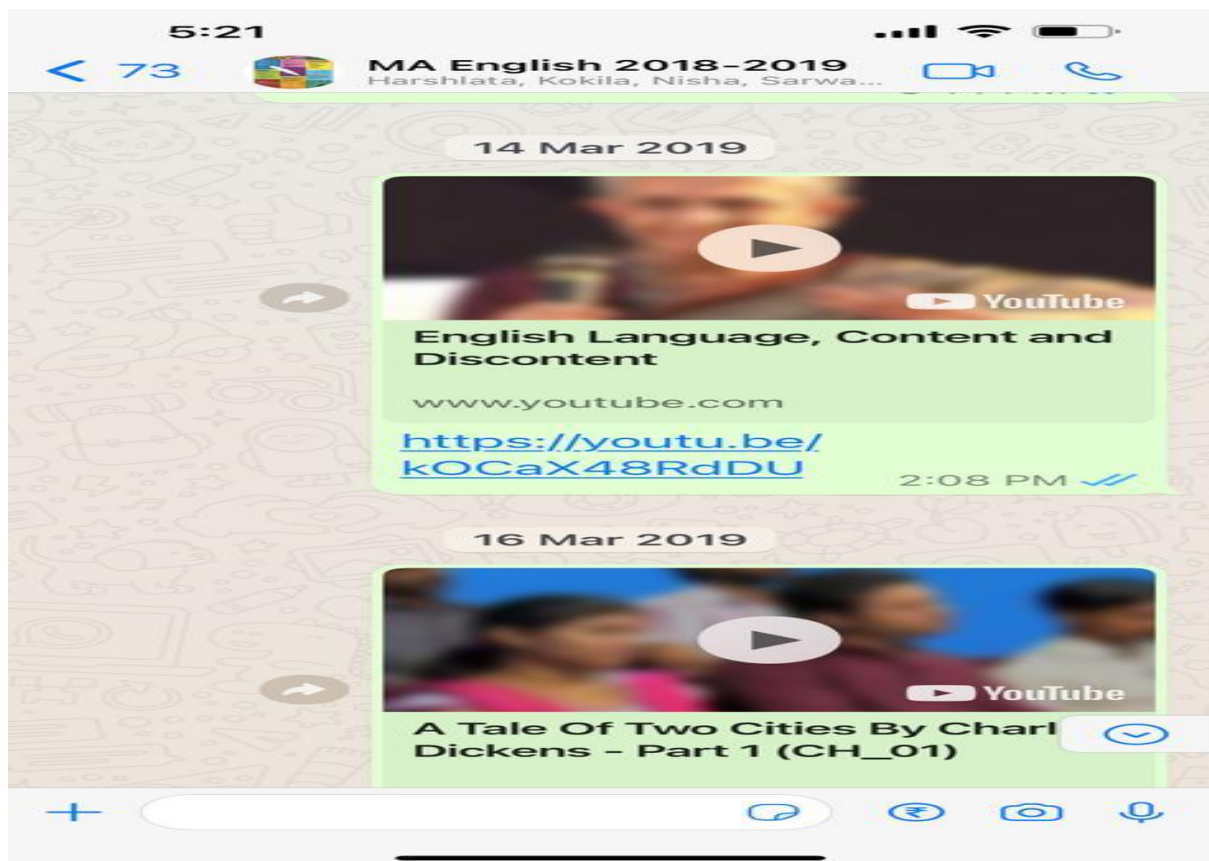 5:21
73
MA English 2018-2019
Harshlata, Kokila, Nisha, Sarwa...
14 Mar 2019
YouTube
English Language, Content and
Discontent
www.youtube.com
https://youtu.be/
kOCaX48RdDU
2:08 PM
16 Mar 2019
YouTube
A Tale Of Two Cities By Charl
Dickens - Part 1 (CH_01)